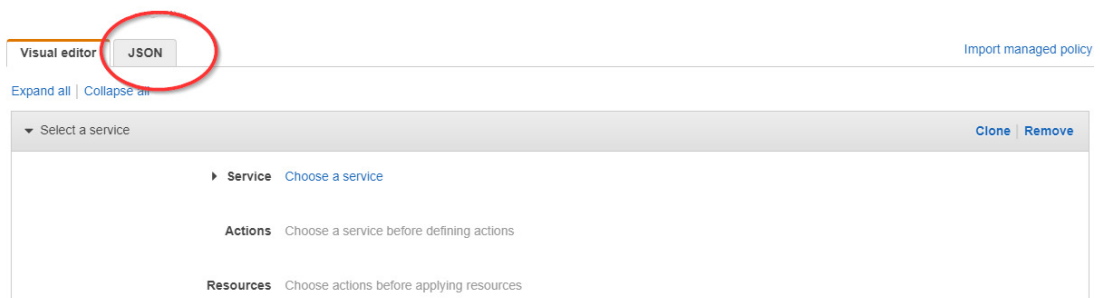 Visual editor JSON Import managed policy
Expand all | Collapse all
Select a service Clone | Remove
Service Choose a service
Actions Choose a service before defining actions
Resources Choose actions before applying resources